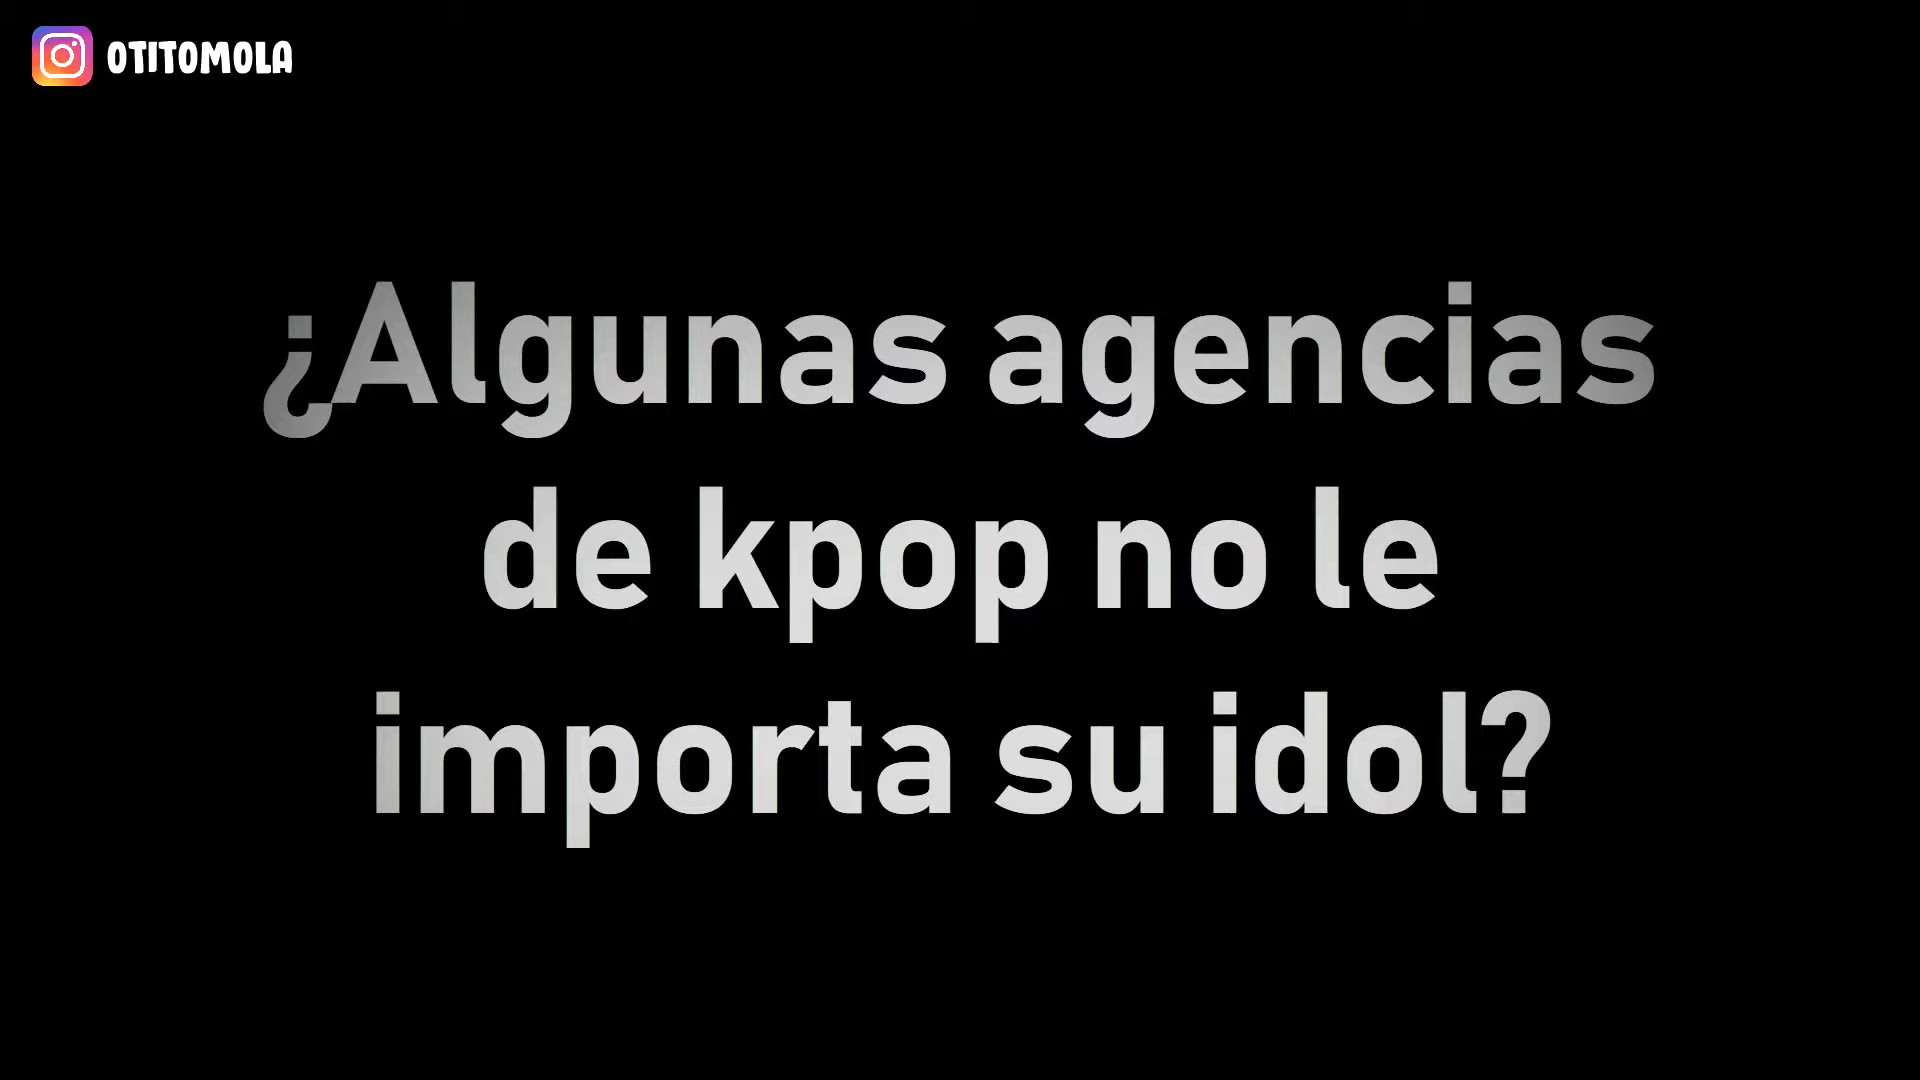 OTITOMOLA
¿Algunas agencias
de kpop no le
importa su idol?